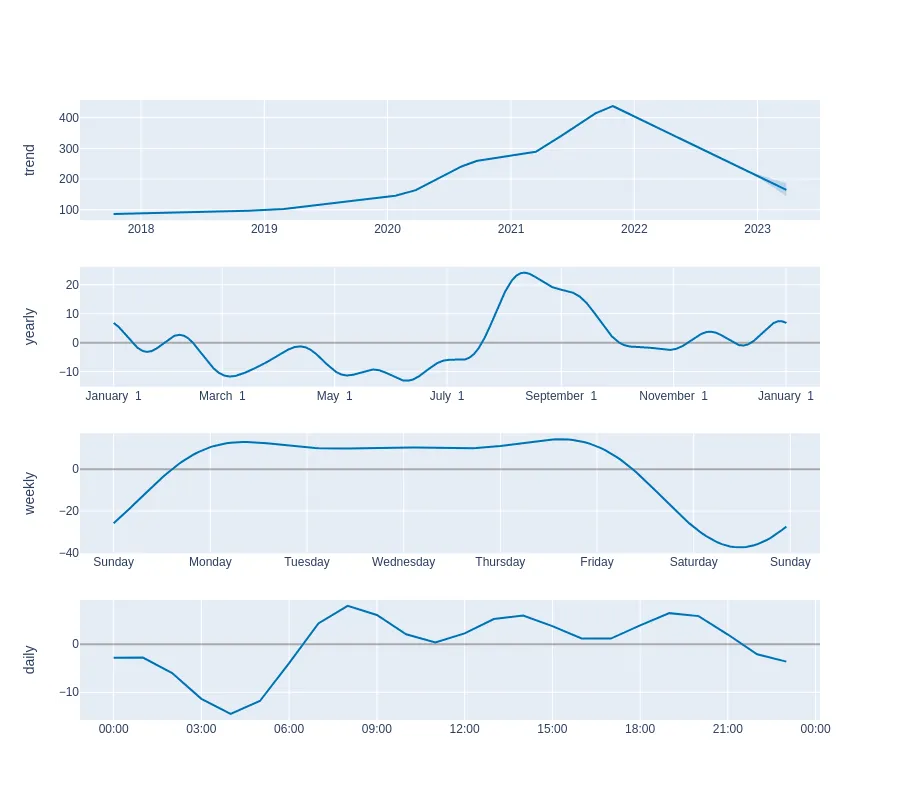 trend
400
300
200
100
2018 2019 2020 2021 2022 2023
yearly
20
10
0
−10
January 1 March 1 May 1 July 1 September 1 November 1 January 1
weekly
0
−20
−40
Sunday Monday Tuesday Wednesday Thursday Friday Saturday Sunday
daily
0
−10
00:00 03:00 06:00 09:00 12:00 15:00 18:00 21:00 00:00